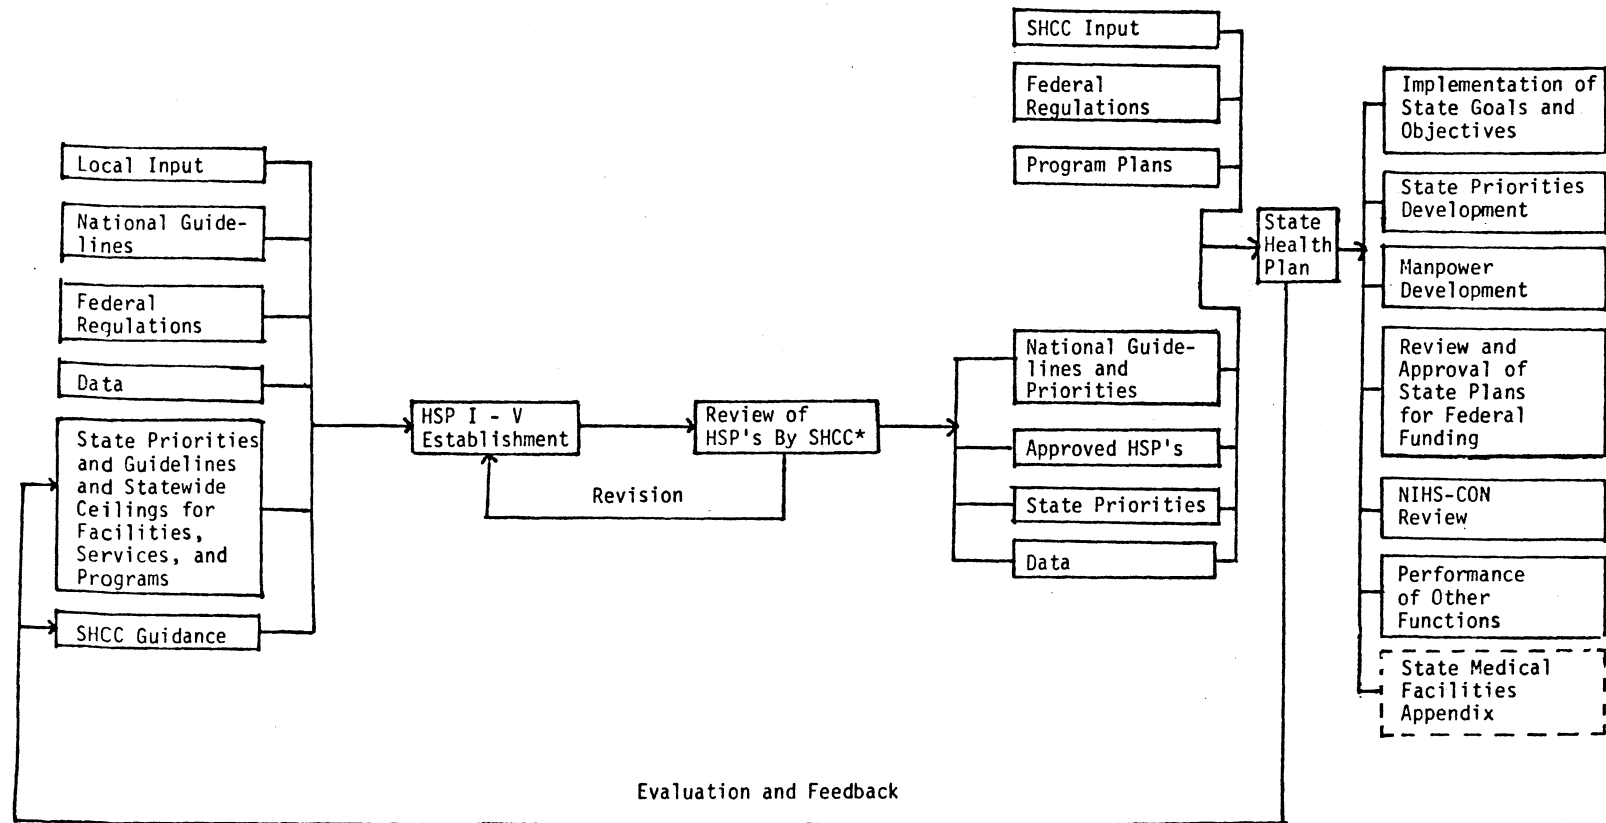 Local Input
National Guide-
lines
Federal
Regulations
Data
State Priorities
and Guidelines
and Statewide
Ceilings for
Facilities,
Services, and
Programs
SHCC Guidance
HSP I - V
Establishment
Revision
Review of
HSP's By SHCC*
SHCC Input
Federal
Regulations
Program Plans
National Guide-
lines and
Priorities
Approved HSP's
State Priorities
Data
State
Health
Plan
Implementation of
State Goals and
Objectives
State Priorities
Development
Manpower
Development
Review and
Approval of
State Plans
for Federal
Funding
NIHS-CON
Review
Performance
of Other
Functions
State Medical
Facilities
Appendix
Evaluation and Feedback